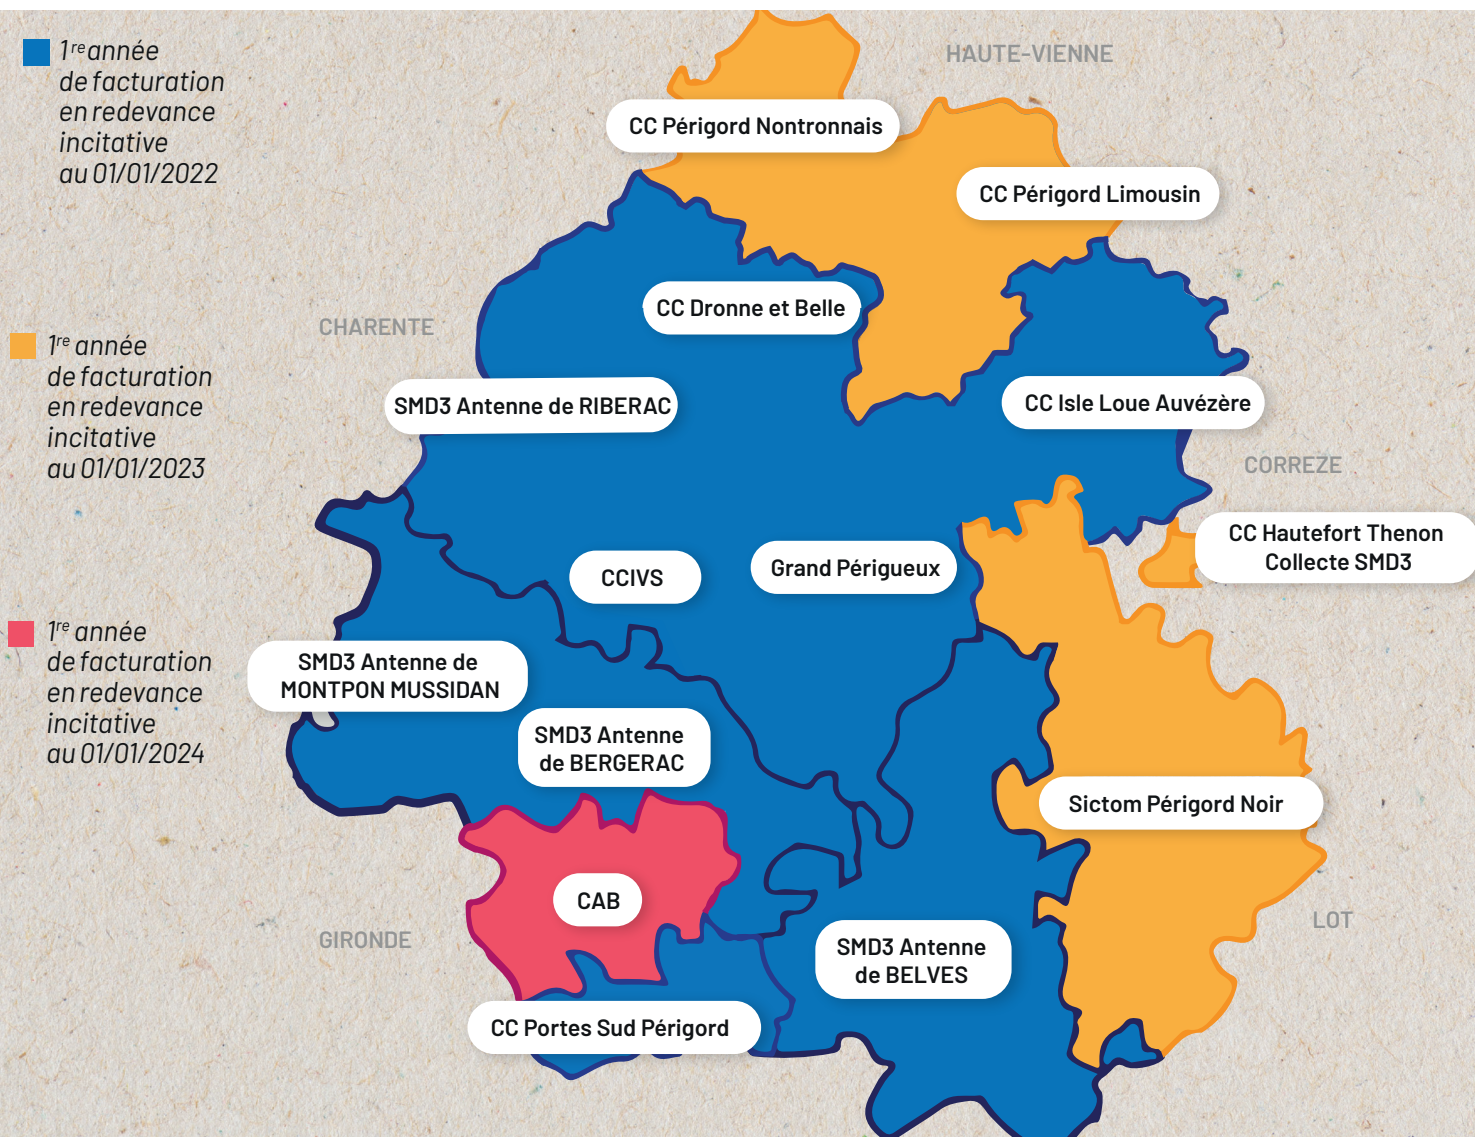 1re année
de facturation
en redevance
incitative
au 01/01/2022
1re année
de facturation
en redevance
incitative
au 01/01/2023
1re année
de facturation
en redevance
incitative
au 01/01/2024
HAUTE-VIENNE
CC Périgord Nontronnais
CC Périgord Limousin
CC Dronne et Belle
CHARENTE
SMD3 Antenne de RIBERAC
CC Isle Loue Auvézère
CORREZE
CC Hautefort Thenon
Collecte SMD3
CCIVS
Grand Périgueux
SMD3 Antenne de
MONTPON MUSSIDAN
SMD3 Antenne
de BERGERAC
Sictom Périgord Noir
CAB
LOT
GIRONDE
SMD3 Antenne
de BELVES
CC Portes Sud Périgord